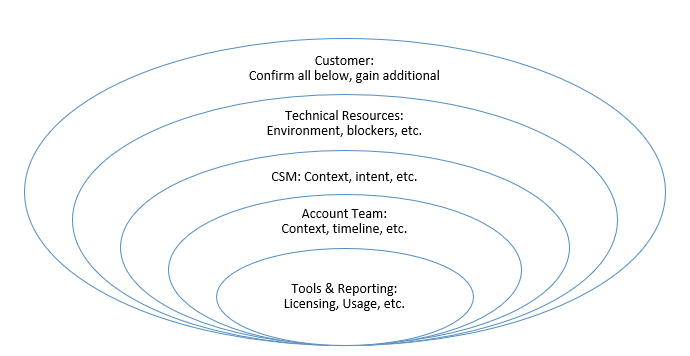 Customer:
Confirm all below, gain additional
Technical Resources:
Environment, blockers, etc.
CSM: Context, intent, etc.
Account Team:
Context, timeline, etc.
Tools & Reporting:
Licensing, Usage, etc.